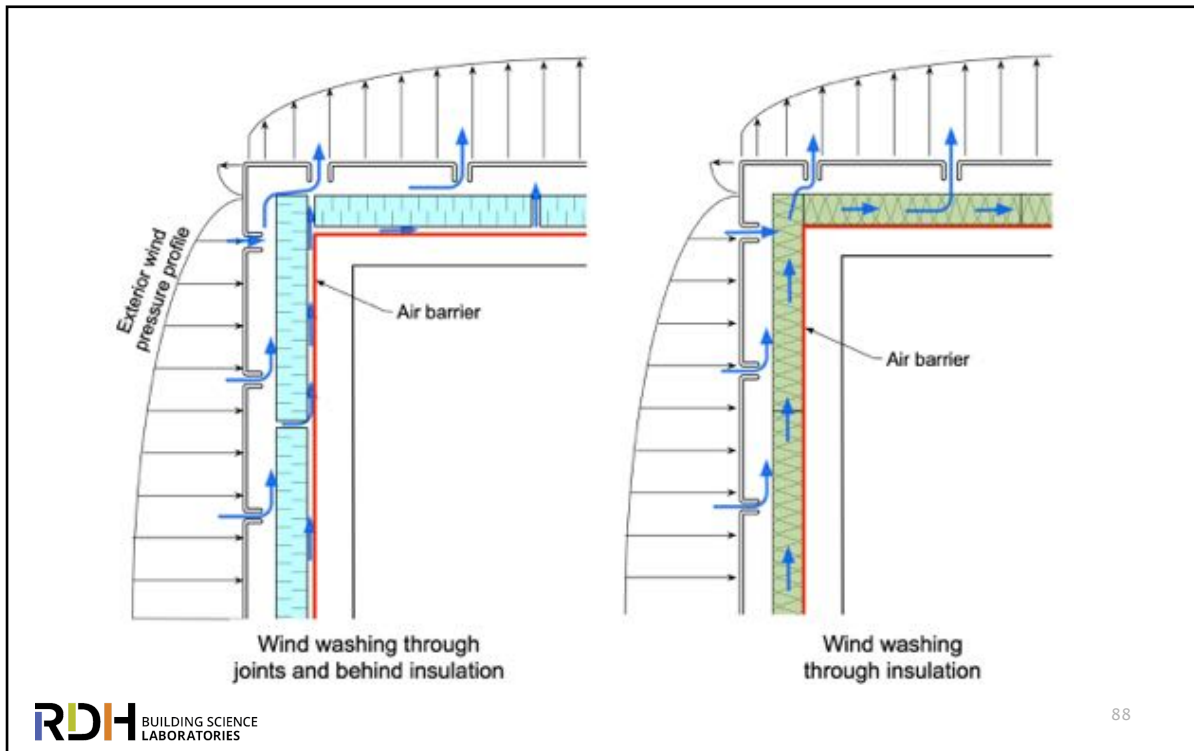 Exterior wind
pressure profile
Air barrier
Air barrier
Wind washing through
joints and behind insulation
Wind washing
through insulation
RDH BUILDING SCIENCE
LABORATORIES
88